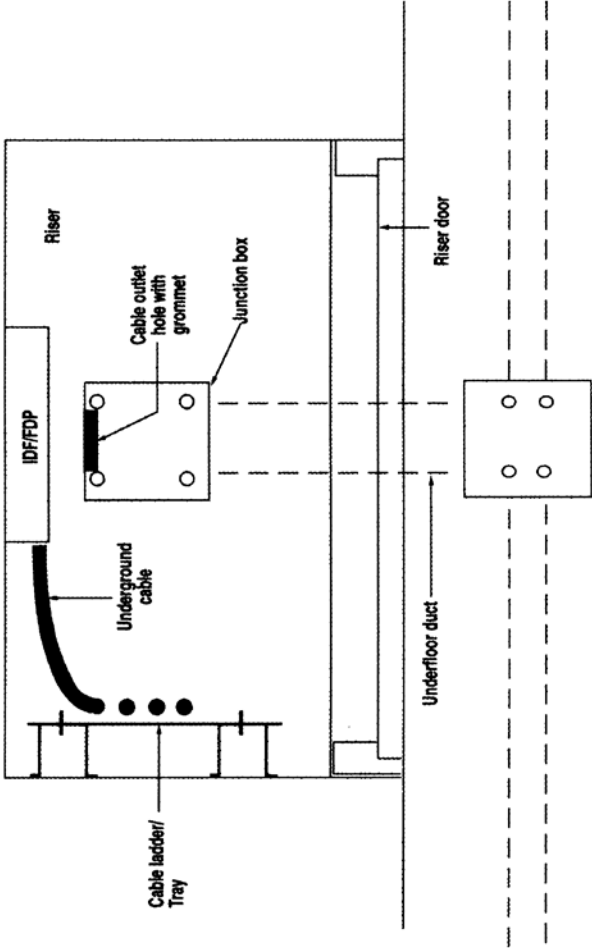 Riser
IDF/FDP
Cable outlet
hole with
grommet
Junction box
Underground
cable
Cable ladder/
Tray
Riser door
Underfloor duct